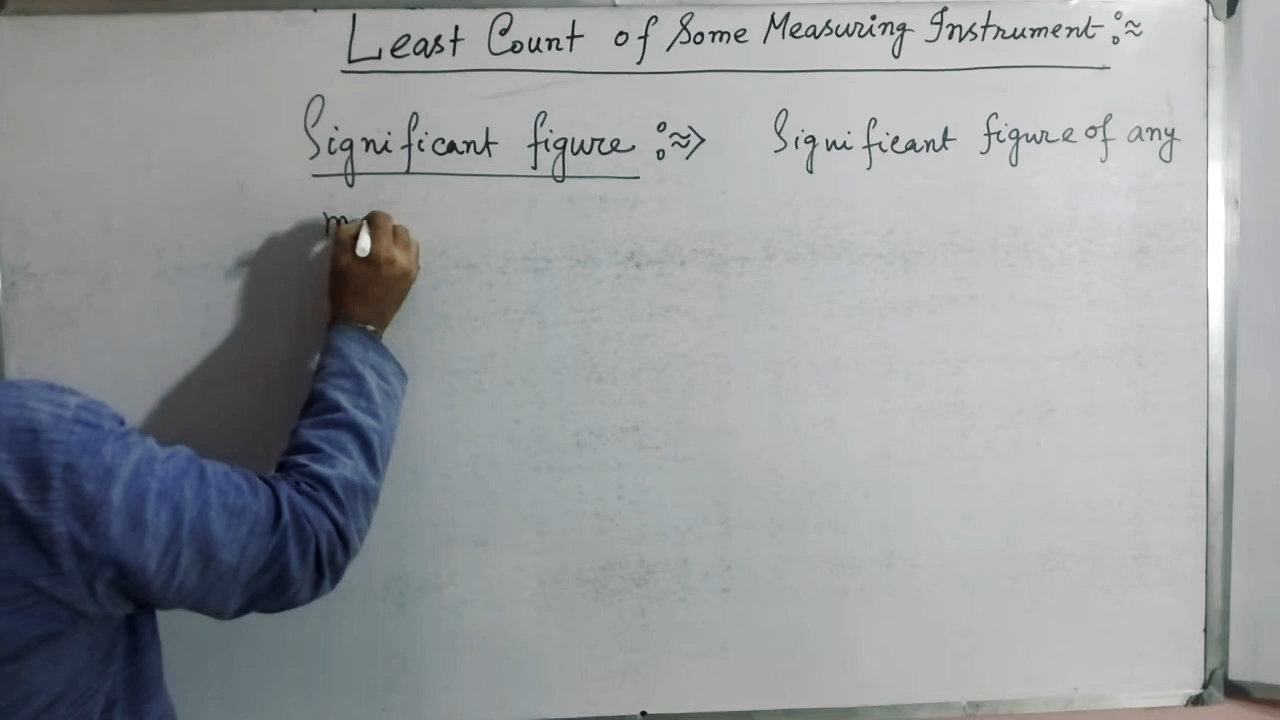 Least Count of Some Measuring Instrument :≈
Significant figure :≈> Significant figure of any
m